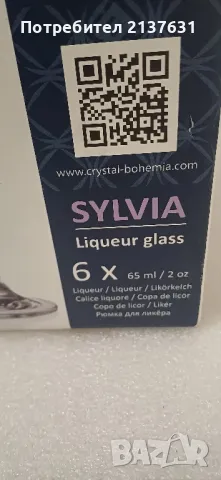 Потребител 2137631
www.crystal-bohemia.com
SYLVIA
Liqueur glass
6 x 65 ml / 2 oz
Liqueur / Liqueur / Likörkelch
Calice liquore / Copa de licor
Copo de licor / Likér
Рюмка для ликёра
bazar